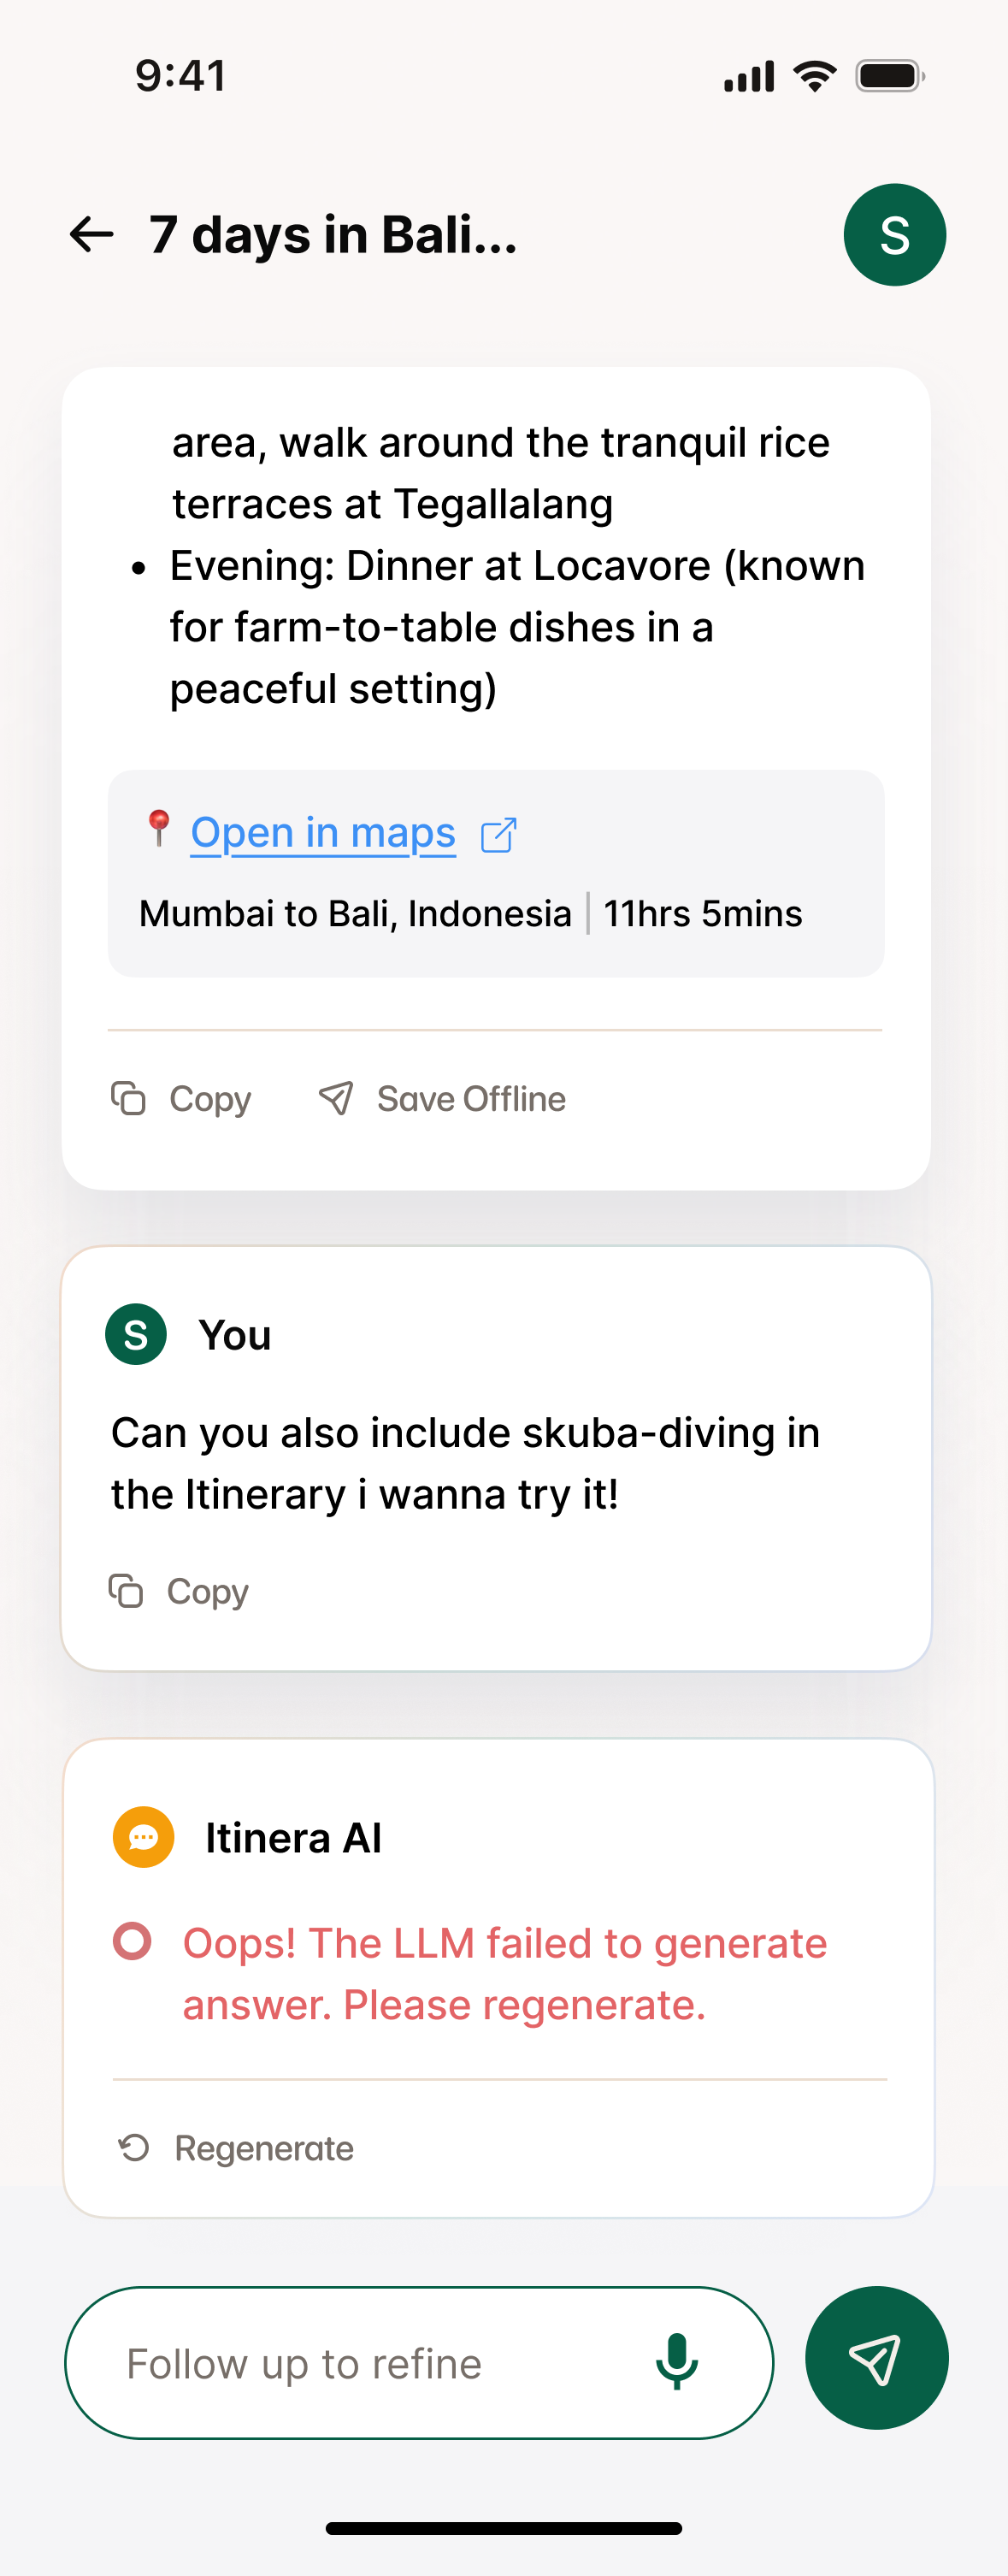 9:41
7 days in Bali...
S
area, walk around the tranquil rice
terraces at Tegallalang
• Evening: Dinner at Locavore (known
for farm-to-table dishes in a
peaceful setting)
Open in maps
Mumbai to Bali, Indonesia | 11hrs 5mins
Copy Save Offline
S You
Can you also include skuba-diving in
the Itinerary i wanna try it!
Copy
Itinera AI
Oops! The LLM failed to generate
answer. Please regenerate.
Regenerate
Follow up to refine